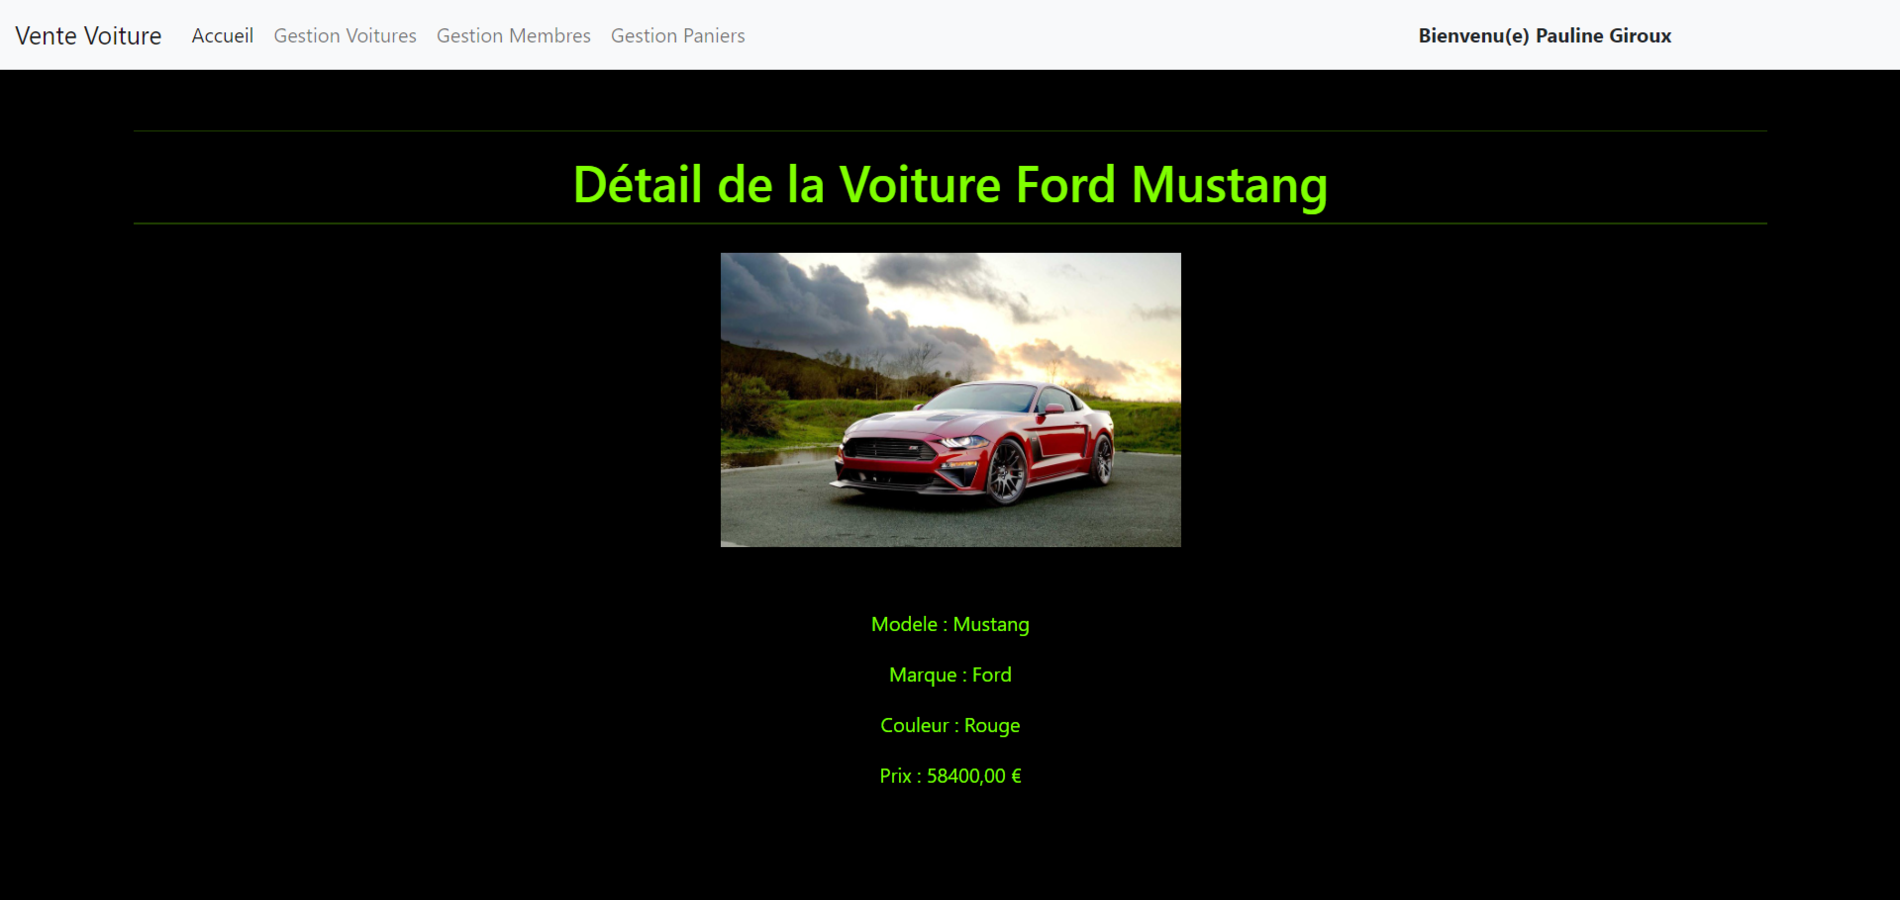 Vente Voiture Accueil Gestion Voitures Gestion Membres Gestion Paniers Bienvenu(e) Pauline Giroux
Détail de la Voiture Ford Mustang
Modele : Mustang
Marque : Ford
Couleur : Rouge
Prix : 58400,00 €